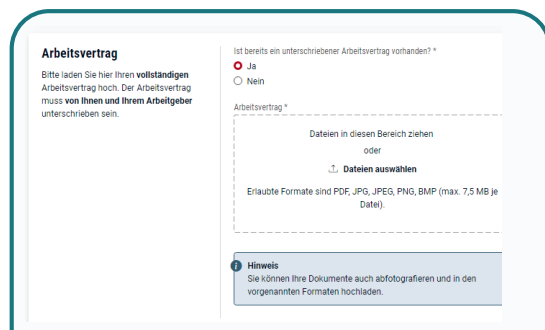 Arbeitsvertrag
Bitte laden Sie hier Ihren vollständigen
Arbeitsvertrag hoch. Der Arbeitsvertrag
muss von Ihnen und Ihrem Arbeitgeber
unterschrieben sein.
Ist bereits ein unterschriebener Arbeitsvertrag vorhanden? *
Ja
Nein
Arbeitsvertrag *
Dateien in diesen Bereich ziehen
oder
Dateien auswählen
Erlaubte Formate sind PDF, JPG, JPEG, PNG, BMP (max. 7,5 MB je
Datei).
Hinweis
Sie können Ihre Dokumente auch abfotografieren und in den
vorgenannten Formaten hochladen.